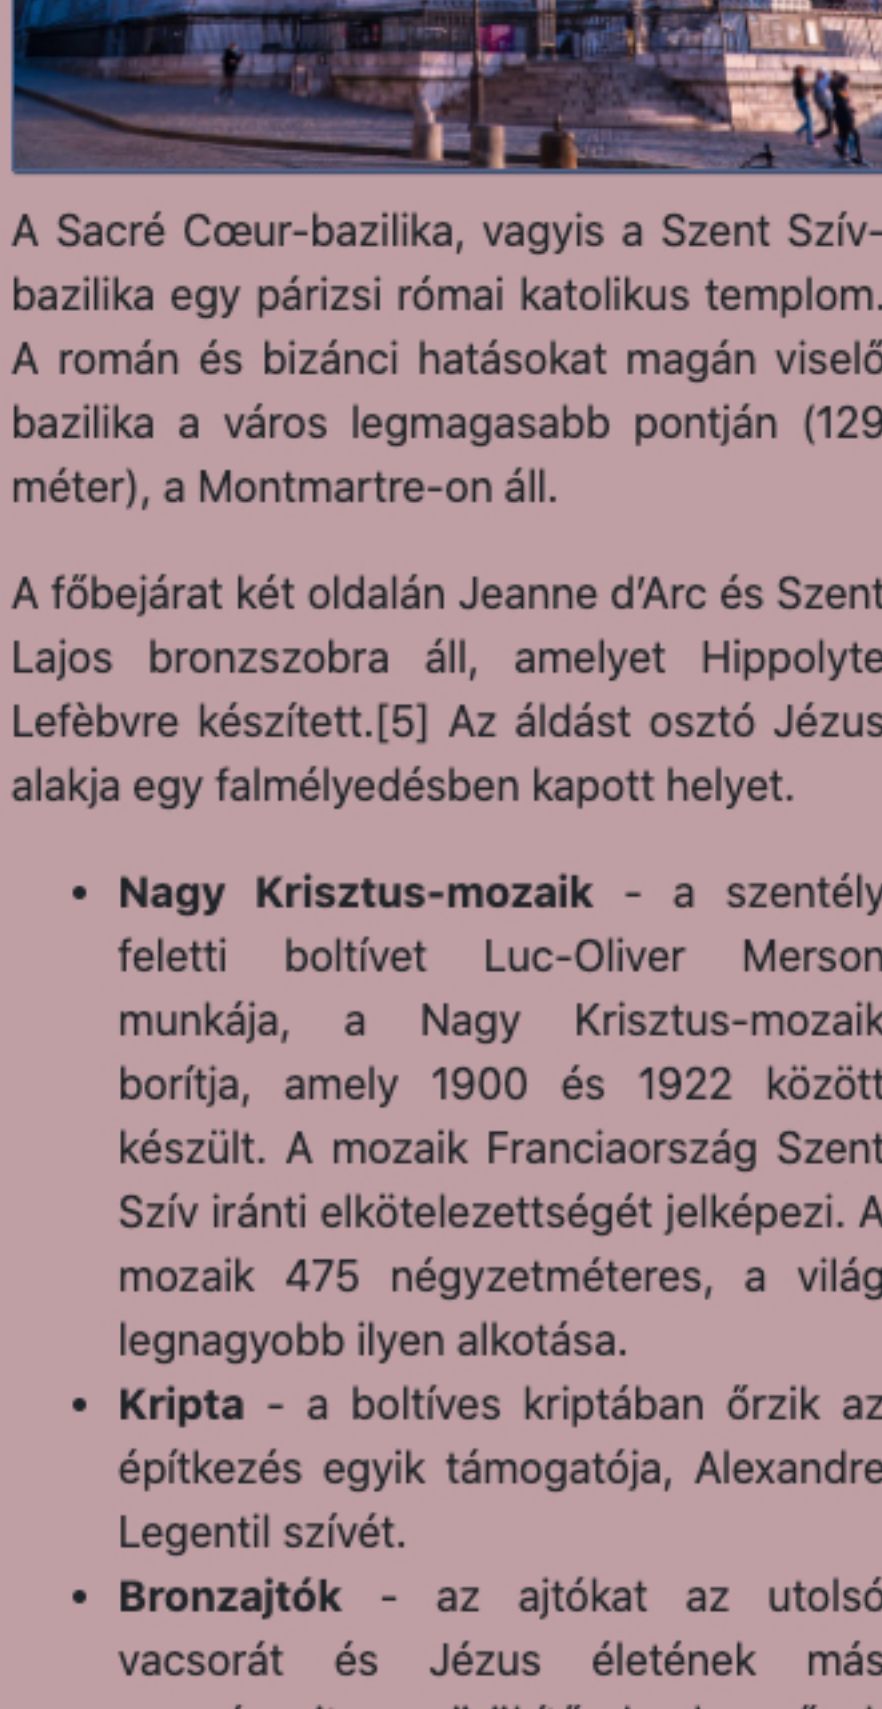 A Sacré Cœur-bazilika, vagyis a Szent Szív-
bazilika egy párizsi római katolikus templom.
A román és bizánci hatásokat magán viselő
bazilika a város legmagasabb pontján (129
méter), a Montmartre-on áll.
A főbejárat két oldalán Jeanne d’Arc és Szent
Lajos bronzszobra áll, amelyet Hippolyte
Lefèbvre készített.[5] Az áldást osztó Jézus
alakja egy falmélyedésben kapott helyet.
• Nagy Krisztus-mozaik - a szentély
feletti boltívet Luc-Oliver Merson
munkája, a Nagy Krisztus-mozaik
borítja, amely 1900 és 1922 között
készült. A mozaik Franciaország Szent
Szív iránti elkötelezettségét jelképezi. A
mozaik 475 négyzetméteres, a világ
legnagyobb ilyen alkotása.
• Kripta - a boltíves kriptában őrzik az
építkezés egyik támogatója, Alexandre
Legentil szívét.
• Bronzajtók - az ajtókat az utolsó
vacsorát és Jézus életének más